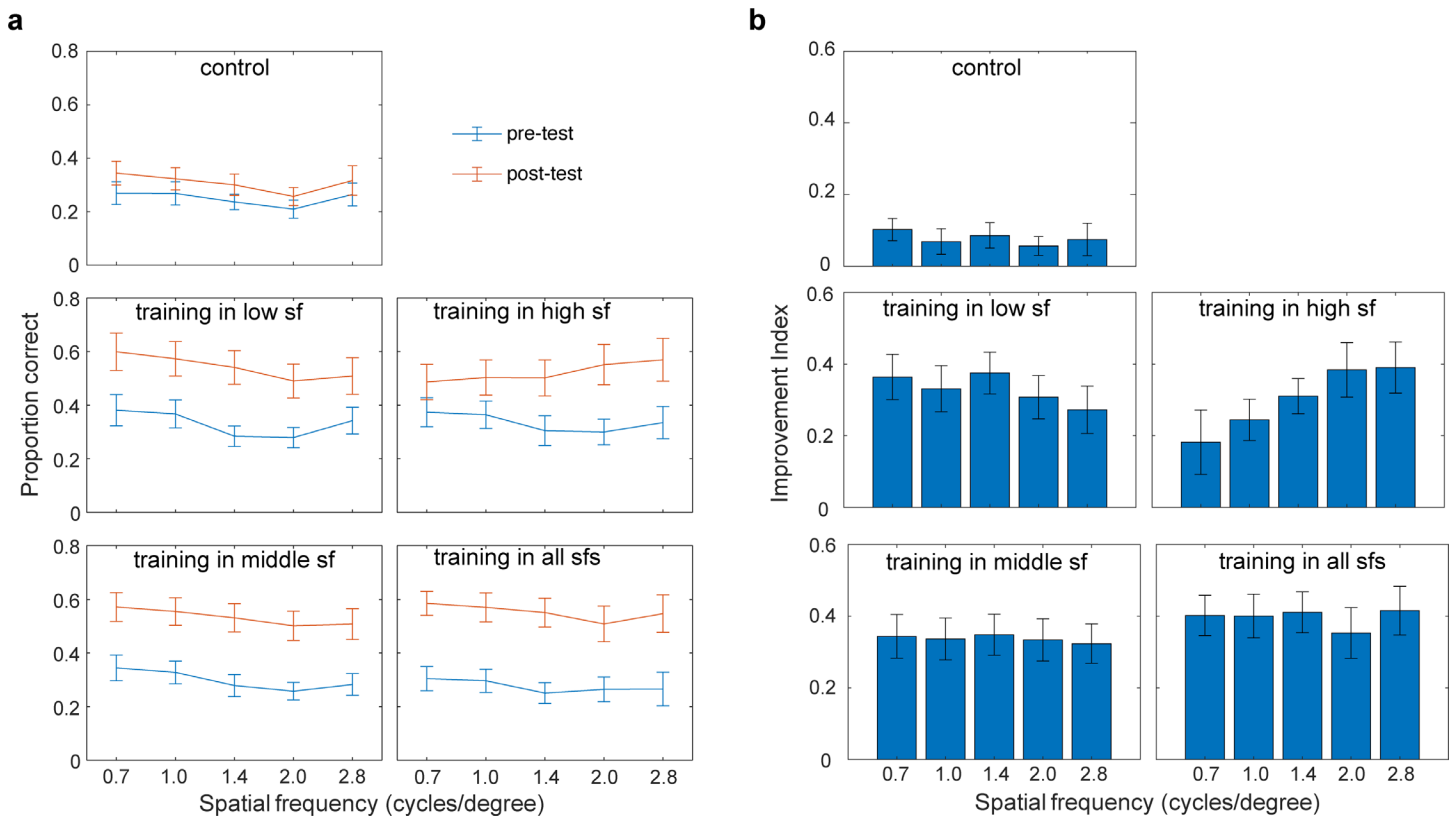 a
0.8
0.6
0.4
0.2
0
control
pre-test
post-test
0.8
0.6
0.4
0.2
0
training in low sf
training in high sf
Proportion correct
0.8
0.6
0.4
0.2
0
training in middle sf
training in all sfs
0.7 1.0 1.4 2.0 2.8
0.7 1.0 1.4 2.0 2.8
Spatial frequency (cycles/degree)
b
0.6
0.4
0.2
0
control
0.6
0.4
0.2
0
training in low sf
training in high sf
Improvement Index
0.6
0.4
0.2
0
training in middle sf
training in all sfs
0.7 1.0 1.4 2.0 2.8
0.7 1.0 1.4 2.0 2.8
Spatial frequency (cycles/degree)